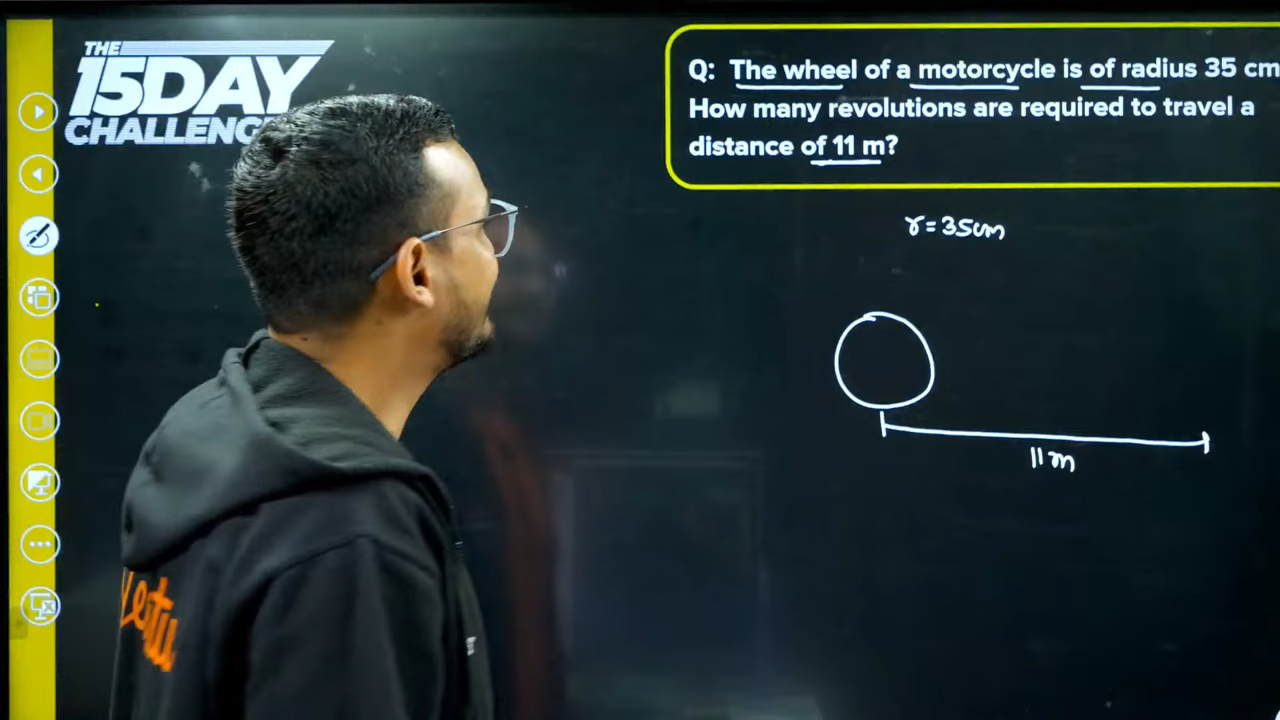 THE
15DAY
CHALLENG
Q: The wheel of a motorcycle is of radius 35 cm
How many revolutions are required to travel a
distance of 11 m?
r = 35cm
11m